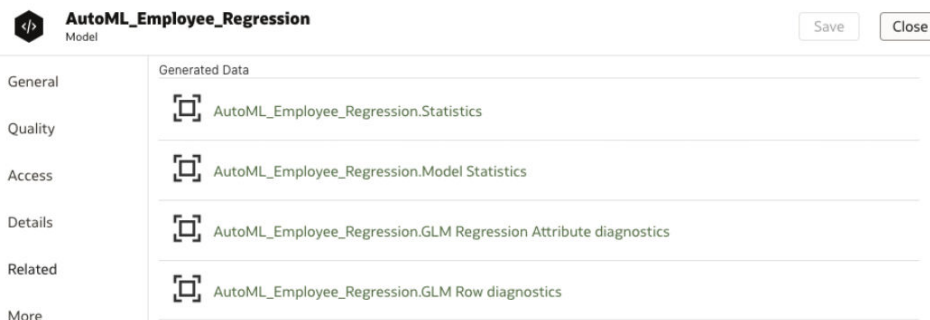 AutoML_Employee_Regression
Model
Save
Close
General
Quality
Access
Details
Related
More
Generated Data
AutoML_Employee_Regression.Statistics
AutoML_Employee_Regression.Model Statistics
AutoML_Employee_Regression.GLM Regression Attribute diagnostics
AutoML_Employee_Regression.GLM Row diagnostics